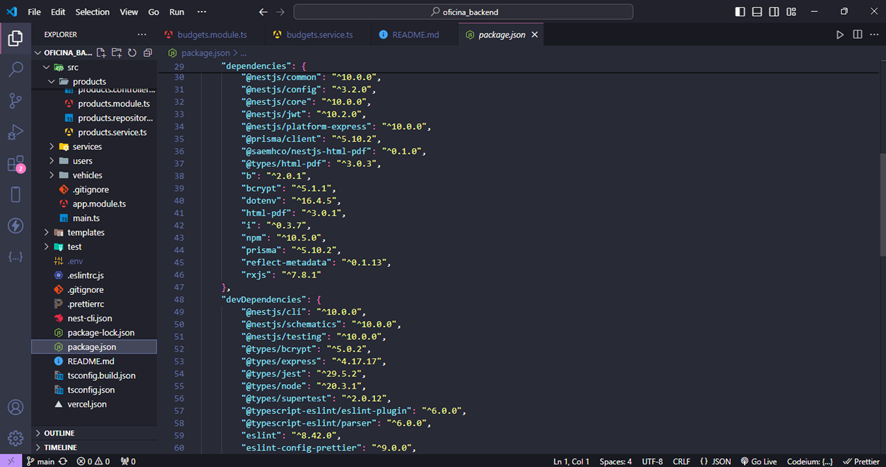 File Edit Selection View Go Run ··· oficina_backend
EXPLORER ···
OFICINA_BA...
src
products
products.controller...
products.module.ts
products.repositor...
products.service.ts
services
users
vehicles
.gitignore
app.module.ts
main.ts
templates
test
.env
.eslintrc.js
.gitignore
.prettierrc
nest-cli.json
package-lock.json
package.json
README.md
tsconfig.build.json
tsconfig.json
vercel.json
OUTLINE
TIMELINE
2
budgets.module.ts budgets.service.ts README.md package.json
package.json > ...
29 "dependencies": {
30 "@nestjs/common": "^10.0.0",
31 "@nestjs/config": "^3.2.0",
32 "@nestjs/core": "^10.0.0",
33 "@nestjs/jwt": "^10.2.0",
34 "@nestjs/platform-express": "^10.0.0",
35 "@prisma/client": "^5.10.2",
36 "@saemhco/nestjs-html-pdf": "^0.1.0",
37 "@types/html-pdf": "^3.0.3",
38 "b": "^2.0.1",
39 "bcrypt": "^5.1.1",
40 "dotenv": "^16.4.5",
41 "html-pdf": "^3.0.1",
42 "i": "^0.3.7",
43 "npm": "^10.5.0",
44 "prisma": "^5.10.2",
45 "reflect-metadata": "^0.1.13",
46 "rxjs": "^7.8.1"
47 },
48 "devDependencies": {
49 "@nestjs/cli": "^10.0.0",
50 "@nestjs/schematics": "^10.0.0",
51 "@nestjs/testing": "^10.0.0",
52 "@types/bcrypt": "^5.0.2",
53 "@types/express": "^4.17.17",
54 "@types/jest": "^29.5.2",
55 "@types/node": "^20.3.1",
56 "@types/supertest": "^2.0.12",
57 "@typescript-eslint/eslint-plugin": "^6.0.0",
58 "@typescript-eslint/parser": "^6.0.0",
59 "eslint": "^8.42.0",
60 "eslint-config-prettier": "^9.0.0",
main 0 0 0 Ln 1, Col 1 Spaces: 4 UTF-8 CRLF {} JSON Go Live Codeium: {...} Prettier